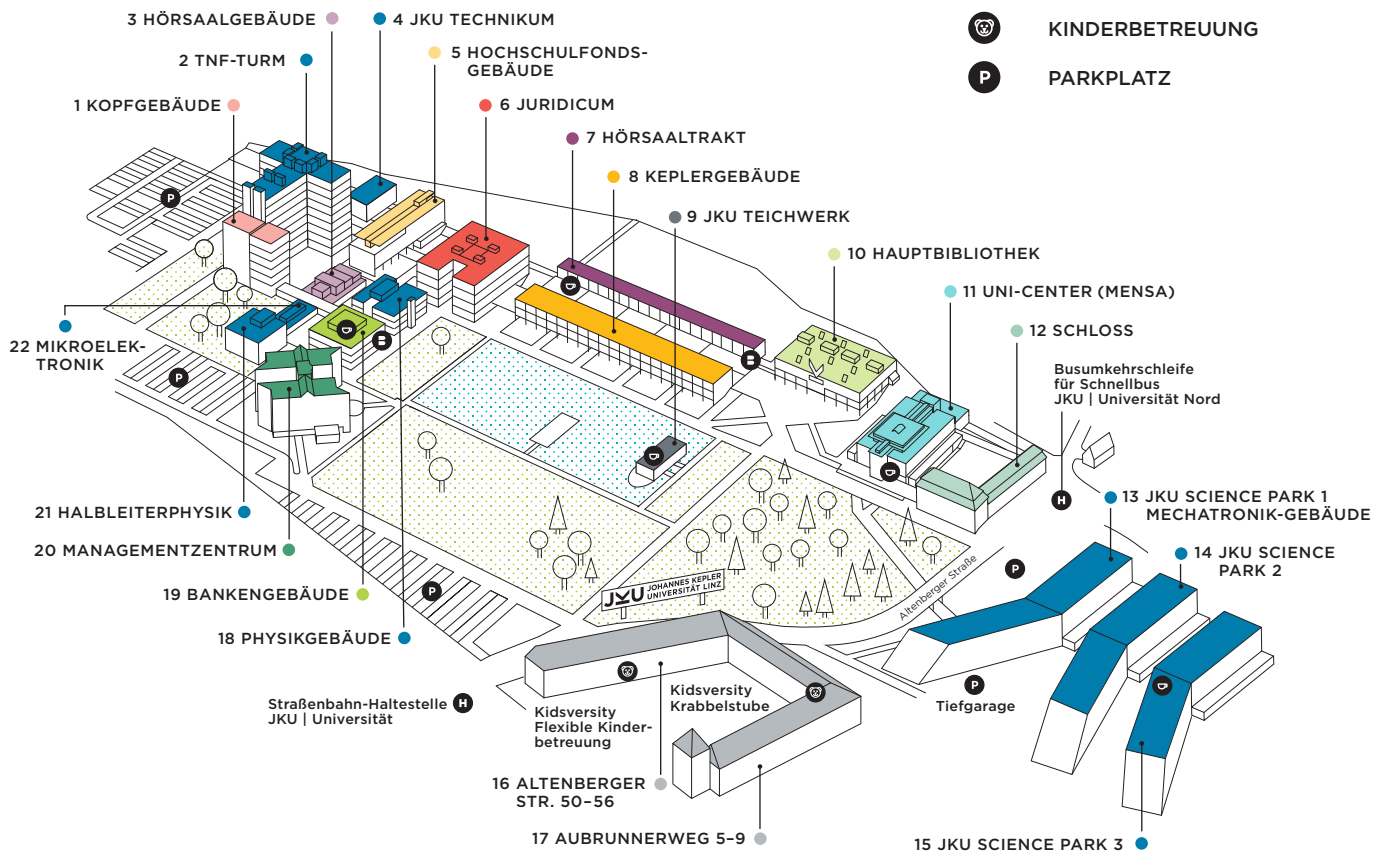 3 HÖRSAALGEBÄUDE
4 JKU TECHNIKUM
2 TNF-TURM
5 HOCHSCHULFONDS-
GEBÄUDE
1 KOPFGEBÄUDE
6 JURIDICUM
7 HÖRSAALTRAKT
8 KEPLERGEBÄUDE
9 JKU TEICHWERK
10 HAUPTBIBLIOTHEK
11 UNI-CENTER (MENSA)
12 SCHLOSS
KINDERBETREUUNG
P
PARKPLATZ
P
22 MIKROELEK-
TRONIK
P
B
B
Busumkehrschleife
für Schnellbus
JKU | Universität Nord
H
13 JKU SCIENCE PARK 1
MECHATRONIK-GEBÄUDE
14 JKU SCIENCE
PARK 2
21 HALBLEITERPHYSIK
20 MANAGEMENTZENTRUM
19 BANKENGEBÄUDE
18 PHYSIKGEBÄUDE
P
JKU JOHANNES KEPLER
UNIVERSITÄT LINZ
Altenberger Straße
P
P
Tiefgarage
Straßenbahn-Haltestelle H
JKU | Universität
Kidsversity
Flexible Kinder-
betreuung
Kidsversity
Krabbelstube
16 ALTENBERGER
STR. 50–56
17 AUBRUNNERWEG 5–9
15 JKU SCIENCE PARK 3